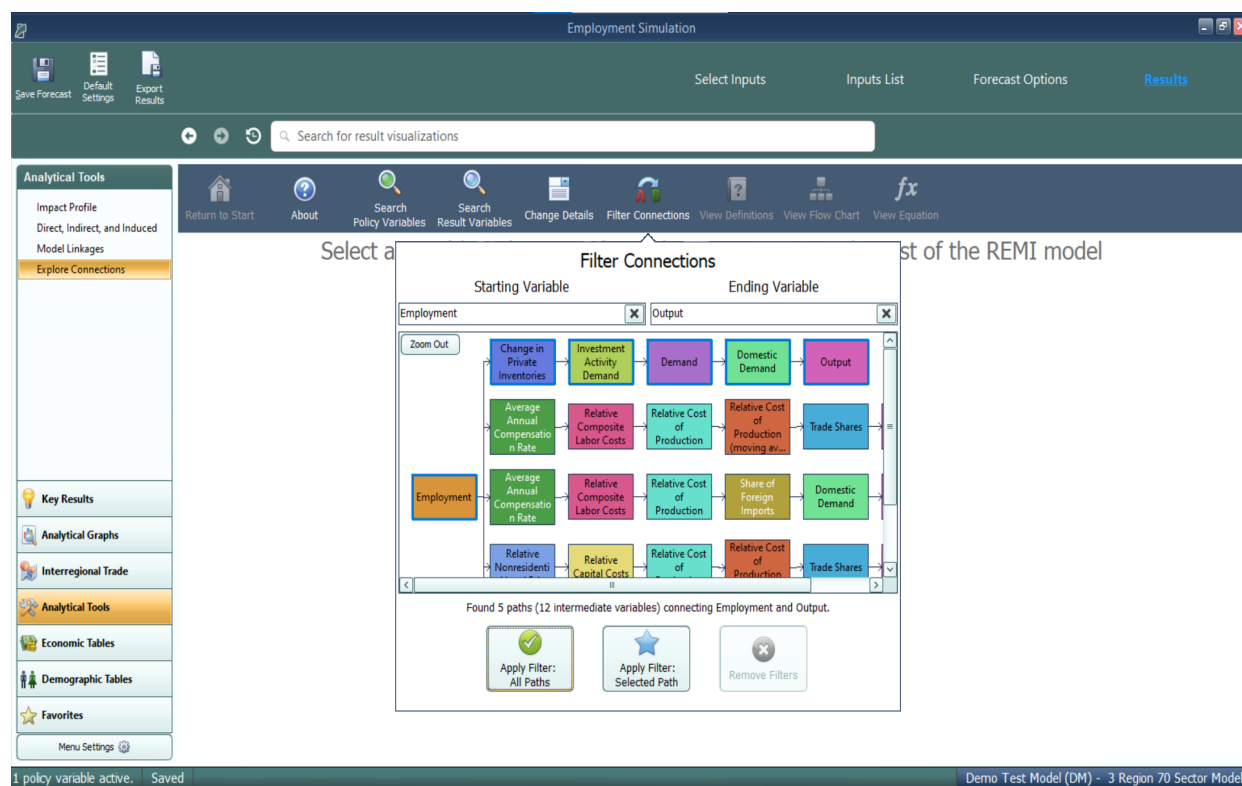 Employment Simulation
Save Forecast
Default
Settings
Export
Results
Select Inputs
Inputs List
Forecast Options
Results
Search for result visualizations
Analytical Tools
Impact Profile
Direct, Indirect, and Induced
Model Linkages
Explore Connections
Key Results
Analytical Graphs
Interregional Trade
Analytical Tools
Economic Tables
Demographic Tables
Favorites
Menu Settings
Return to Start
About
Search
Policy Variables
Search
Result Variables
Change Details
Filter Connections
View Definitions
View Flow Chart
fx
View Equation
Select a
st of the REMI model
Filter Connections
Starting Variable
Ending Variable
Employment
Output
Zoom Out
Change in
Private
Inventories
Investment
Activity
Demand
Demand
Domestic
Demand
Output
Average
Annual
Compensatio
n Rate
Relative
Composite
Labor Costs
Relative Cost
of
Production
Relative Cost
of
Production
(moving av...
Trade Shares
Employment
Average
Annual
Compensatio
n Rate
Relative
Composite
Labor Costs
Relative Cost
of
Production
Share of
Foreign
Imports
Domestic
Demand
Relative
Nonresidenti
Relative
Capital Costs
Relative Cost
of
Relative Cost
of
Production
Trade Shares
Found 5 paths (12 intermediate variables) connecting Employment and Output.
Apply Filter:
All Paths
Apply Filter:
Selected Path
Remove Filters
1 policy variable active.
Saved
Demo Test Model (DM) - 3 Region 70 Sector Model